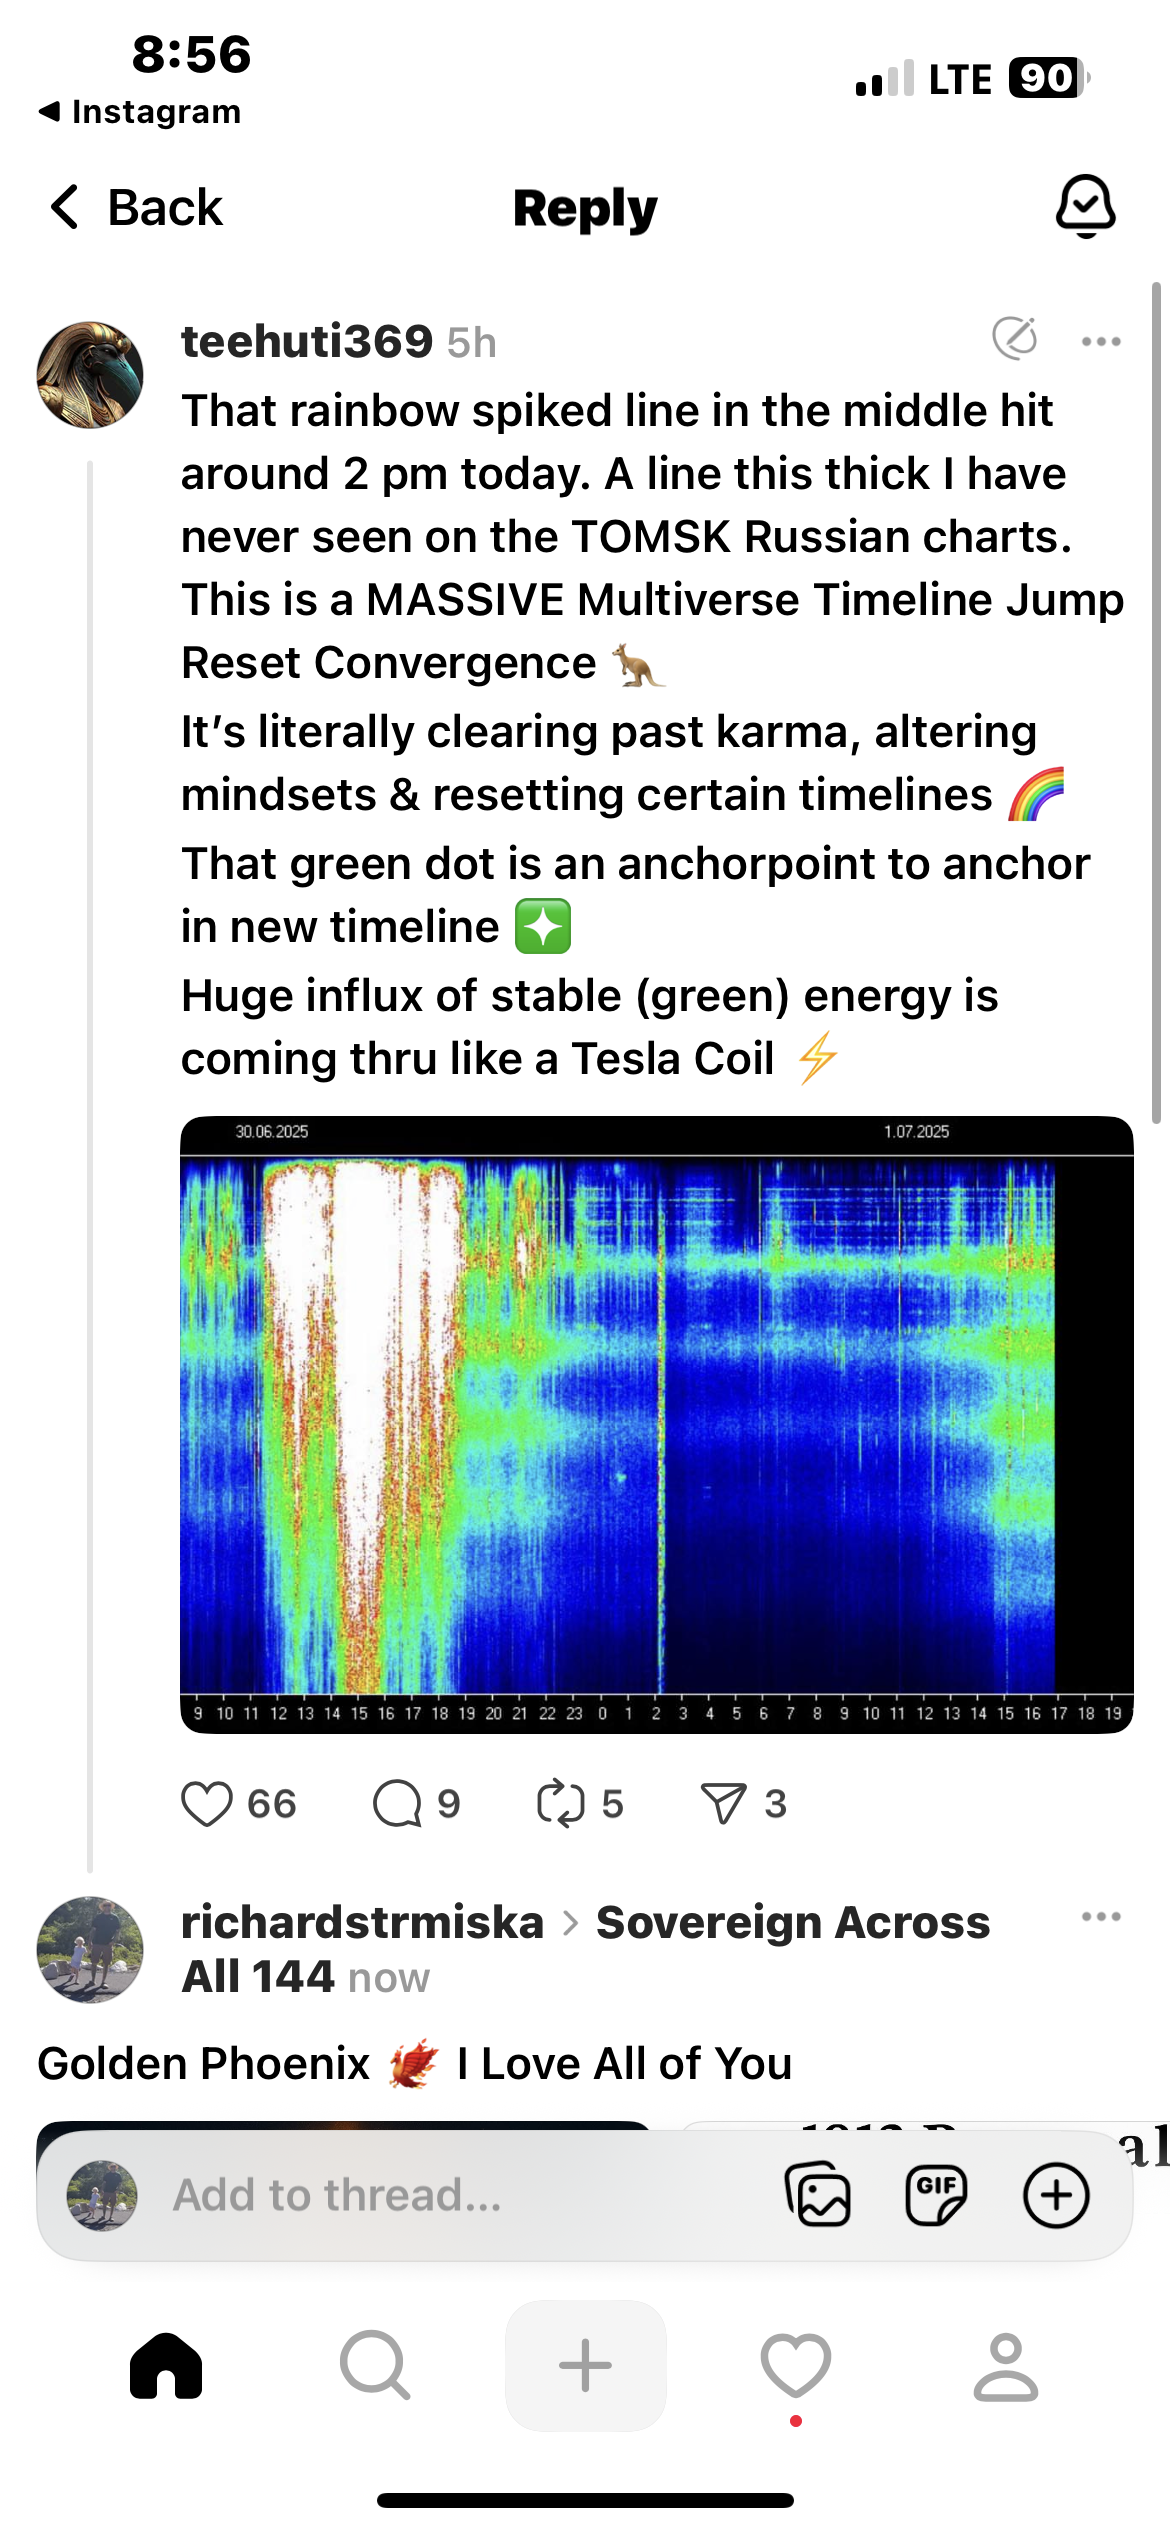 8:56
LTE 90
◀ Instagram
Back
Reply
teehuti369 5h
That rainbow spiked line in the middle hit
around 2 pm today. A line this thick I have
never seen on the TOMSK Russian charts.
This is a MASSIVE Multiverse Timeline Jump
Reset Convergence 🦘
It’s literally clearing past karma, altering
mindsets & resetting certain timelines 🌈
That green dot is an anchorpoint to anchor
in new timeline ❇️
Huge influx of stable (green) energy is
coming thru like a Tesla Coil ⚡
30.06.2025 1.07.2025
9 10 11 12 13 14 15 16 17 18 19 20 21 22 23 0 1 2 3 4 5 6 7 8 9 10 11 12 13 14 15 16 17 18 19
66 9 5 3
richardstrmiska > Sovereign Across
All 144 now
Golden Phoenix 🐦‍🔥 I Love All of You
Add to thread...
GIF